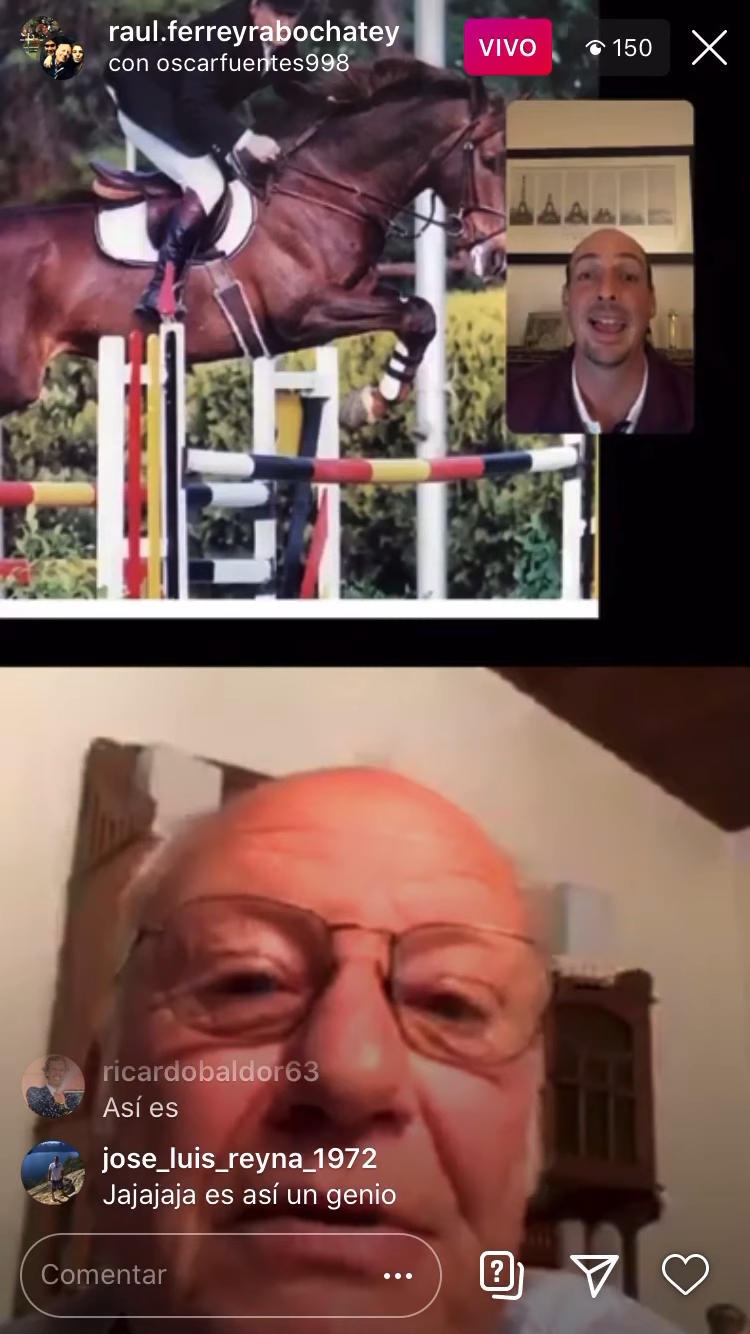 raul.ferreyrabochatey
con oscarfuentes998
VIVO
150
ricardobaldor63
Así es
jose_luis_reyna_1972
Jajajaja es así un genio
Comentar